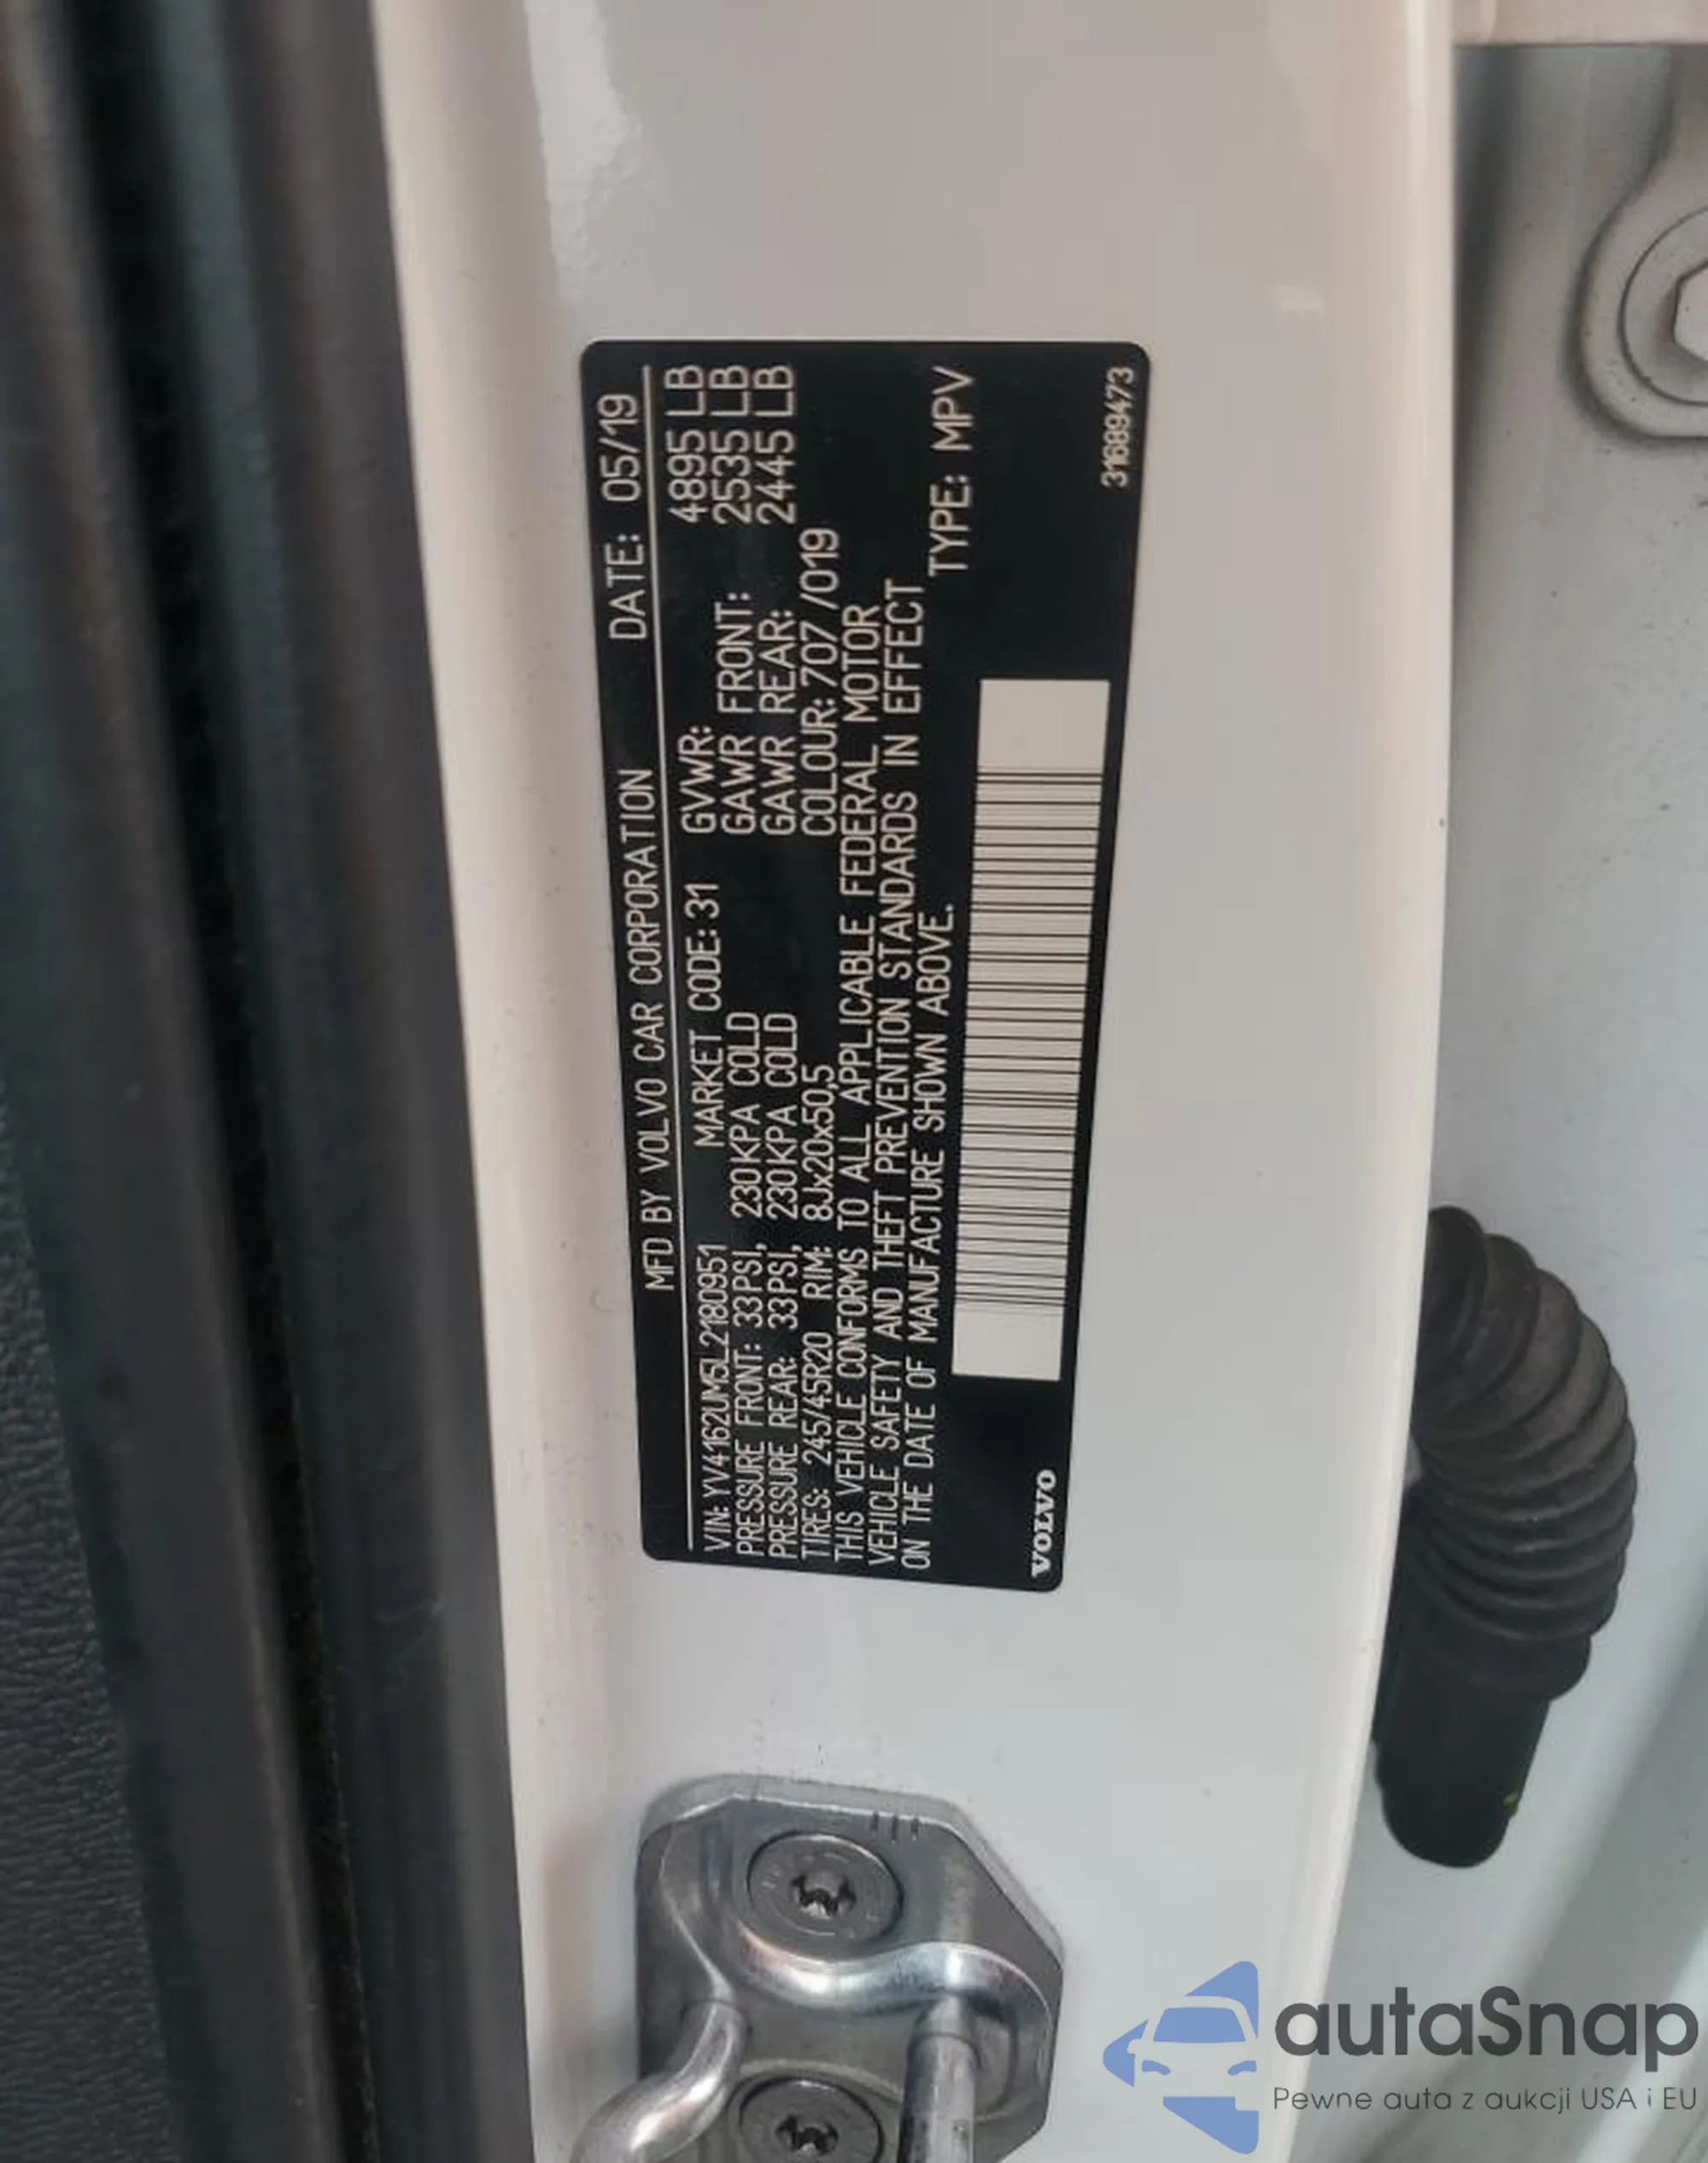 MFD BY VOLVO CAR CORPORATION DATE: 05/19
VIN: YV4162UM5L2180951 MARKET CODE: 31 GVWR: 4895 LB
PRESSURE FRONT: 33PSI, 230KPA COLD GAWR FRONT: 2535 LB
PRESSURE REAR: 33PSI, 230KPA COLD GAWR REAR: 2445 LB
TIRES: 245/45R20 RIM: 8Jx20x50,5 COLOUR: 707 /019
THIS VEHICLE CONFORMS TO ALL APPLICABLE FEDERAL MOTOR
VEHICLE SAFETY AND THEFT PREVENTION STANDARDS IN EFFECT
ON THE DATE OF MANUFACTURE SHOWN ABOVE. TYPE: MPV
VOLVO 31689473
autaSnap
Pewne auta z aukcji USA i EU